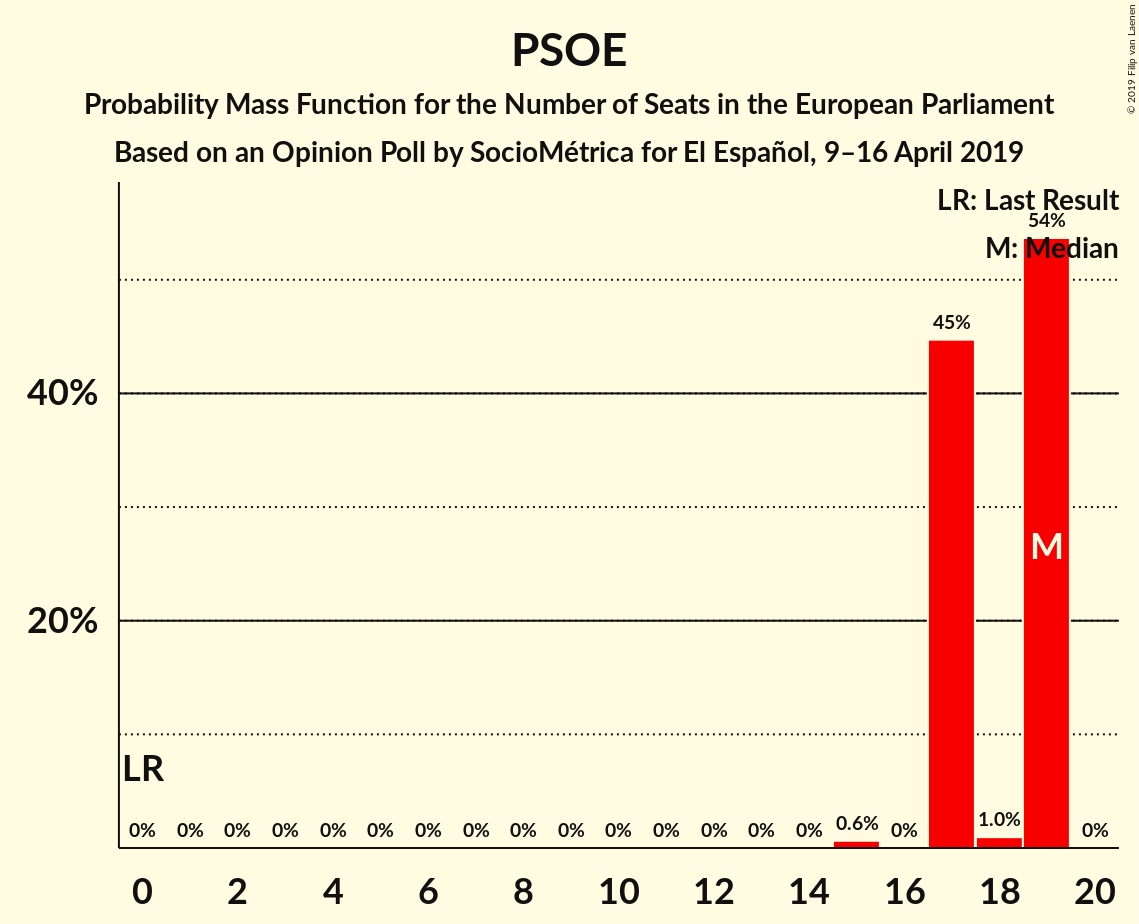 PSOE
Probability Mass Function for the Number of Seats in the European Parliament
Based on an Opinion Poll by SocioMétrica for El Español, 9–16 April 2019
© 2019 Filip van Laenen
LR: Last Result
M: Median
54%
45%
40%
M
20%
LR
0% 0% 0% 0% 0% 0% 0% 0% 0% 0% 0% 0% 0% 0% 0% 0.6% 0% 1.0% 0%
0 2 4 6 8 10 12 14 16 18 20